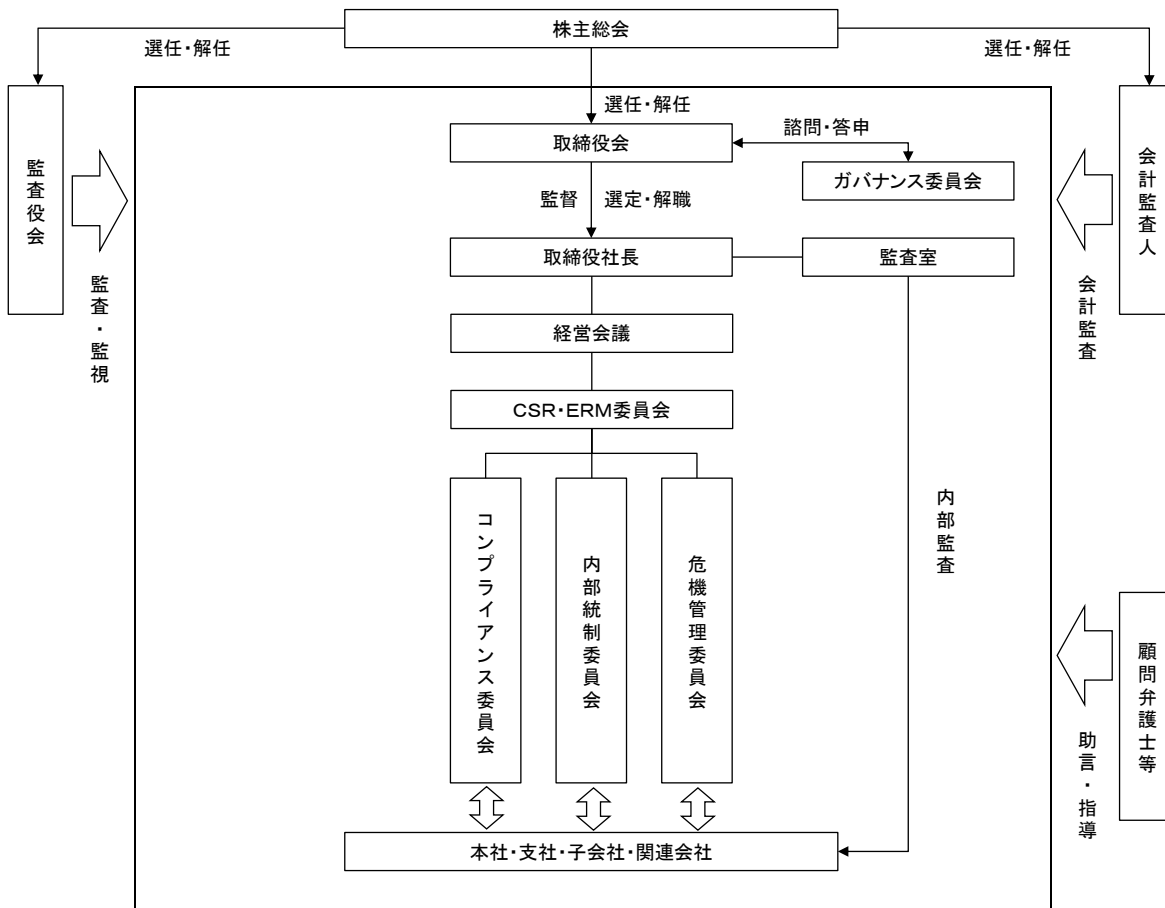 株主総会
選任・解任
選任・解任
選任・解任
取締役会
諮問・答申
ガバナンス委員会
監査役会
会計監査人
監督
選定・解職
取締役社長
監査室
監査・監視
会計監査
経営会議
CSR・ERM委員会
コンプライアンス委員会
内部統制委員会
危機管理委員会
内部監査
顧問弁護士等
助言・指導
本社・支社・子会社・関連会社